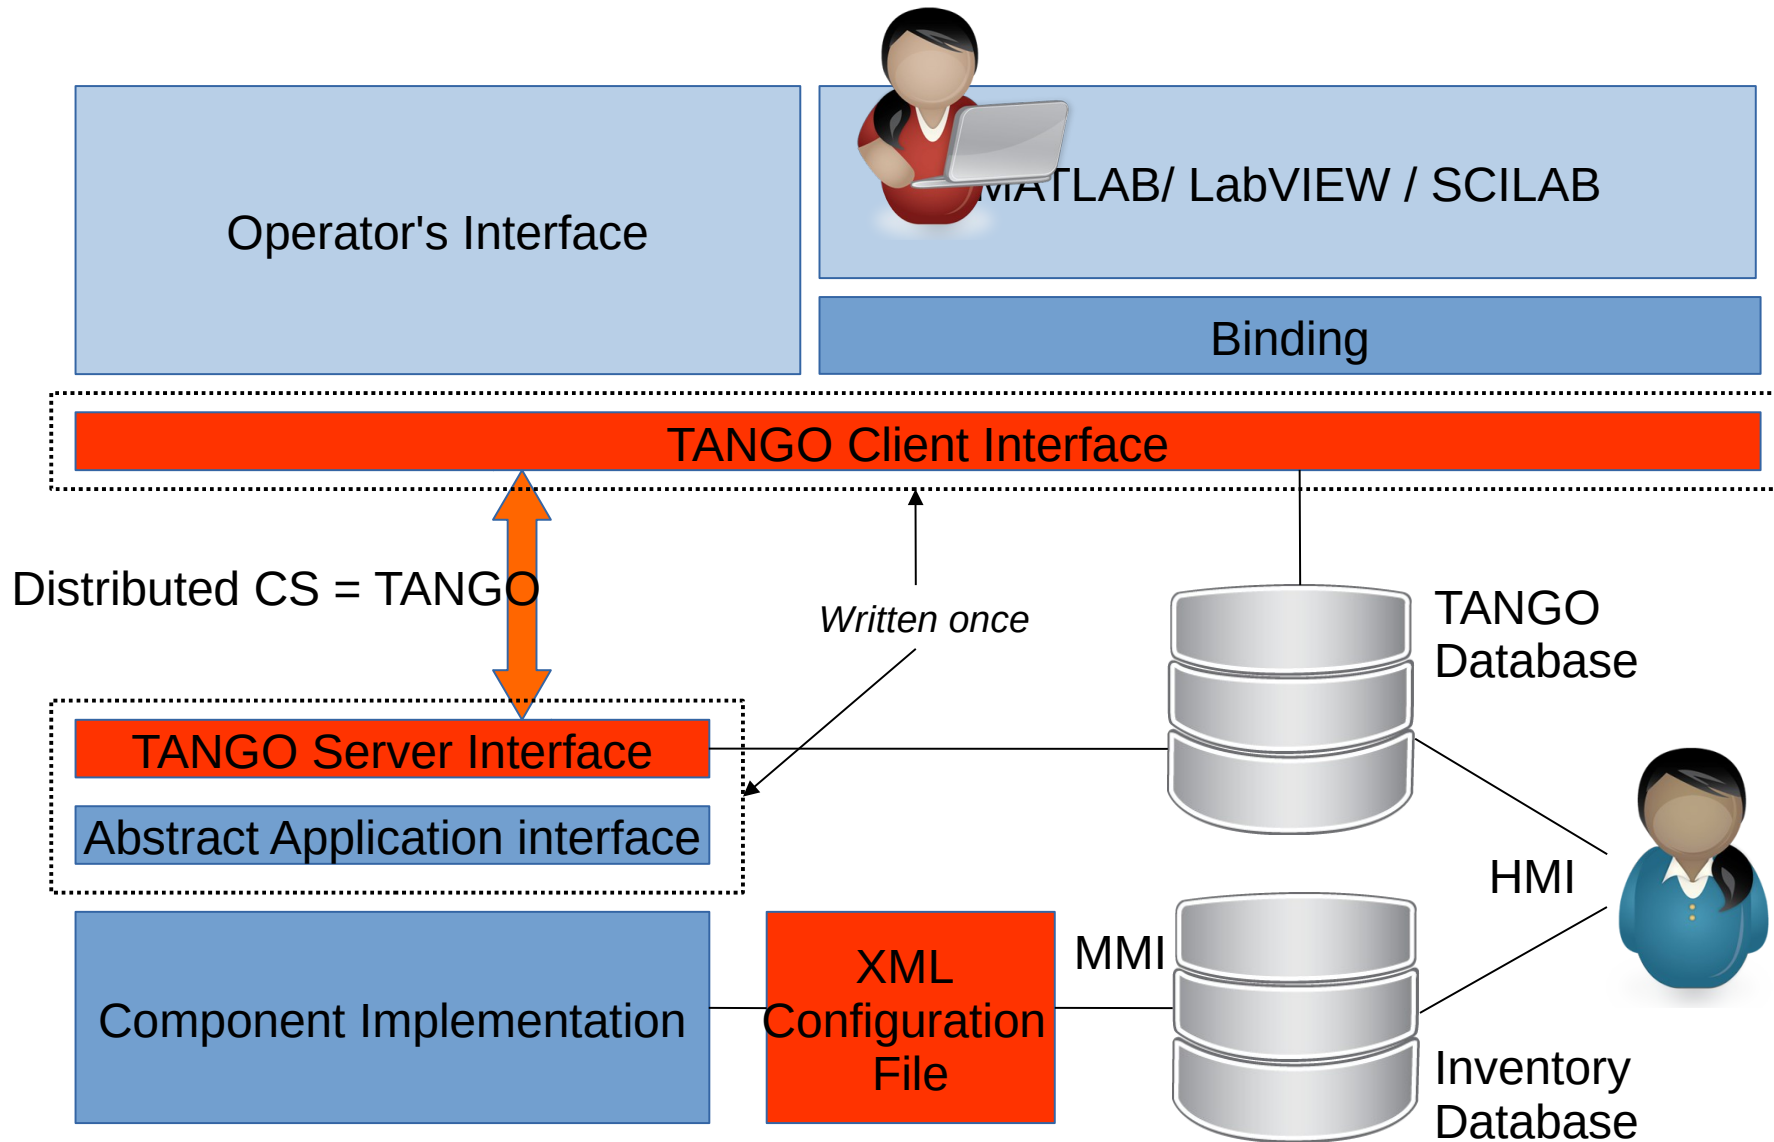 Operator's Interface
MATLAB/ LabVIEW / SCILAB
Binding
TANGO Client Interface
Distributed CS = TANGO
Written once
TANGO
Database
TANGO Server Interface
Abstract Application interface
HMI
Component Implementation
XML
Configuration
File
MMI
Inventory
Database